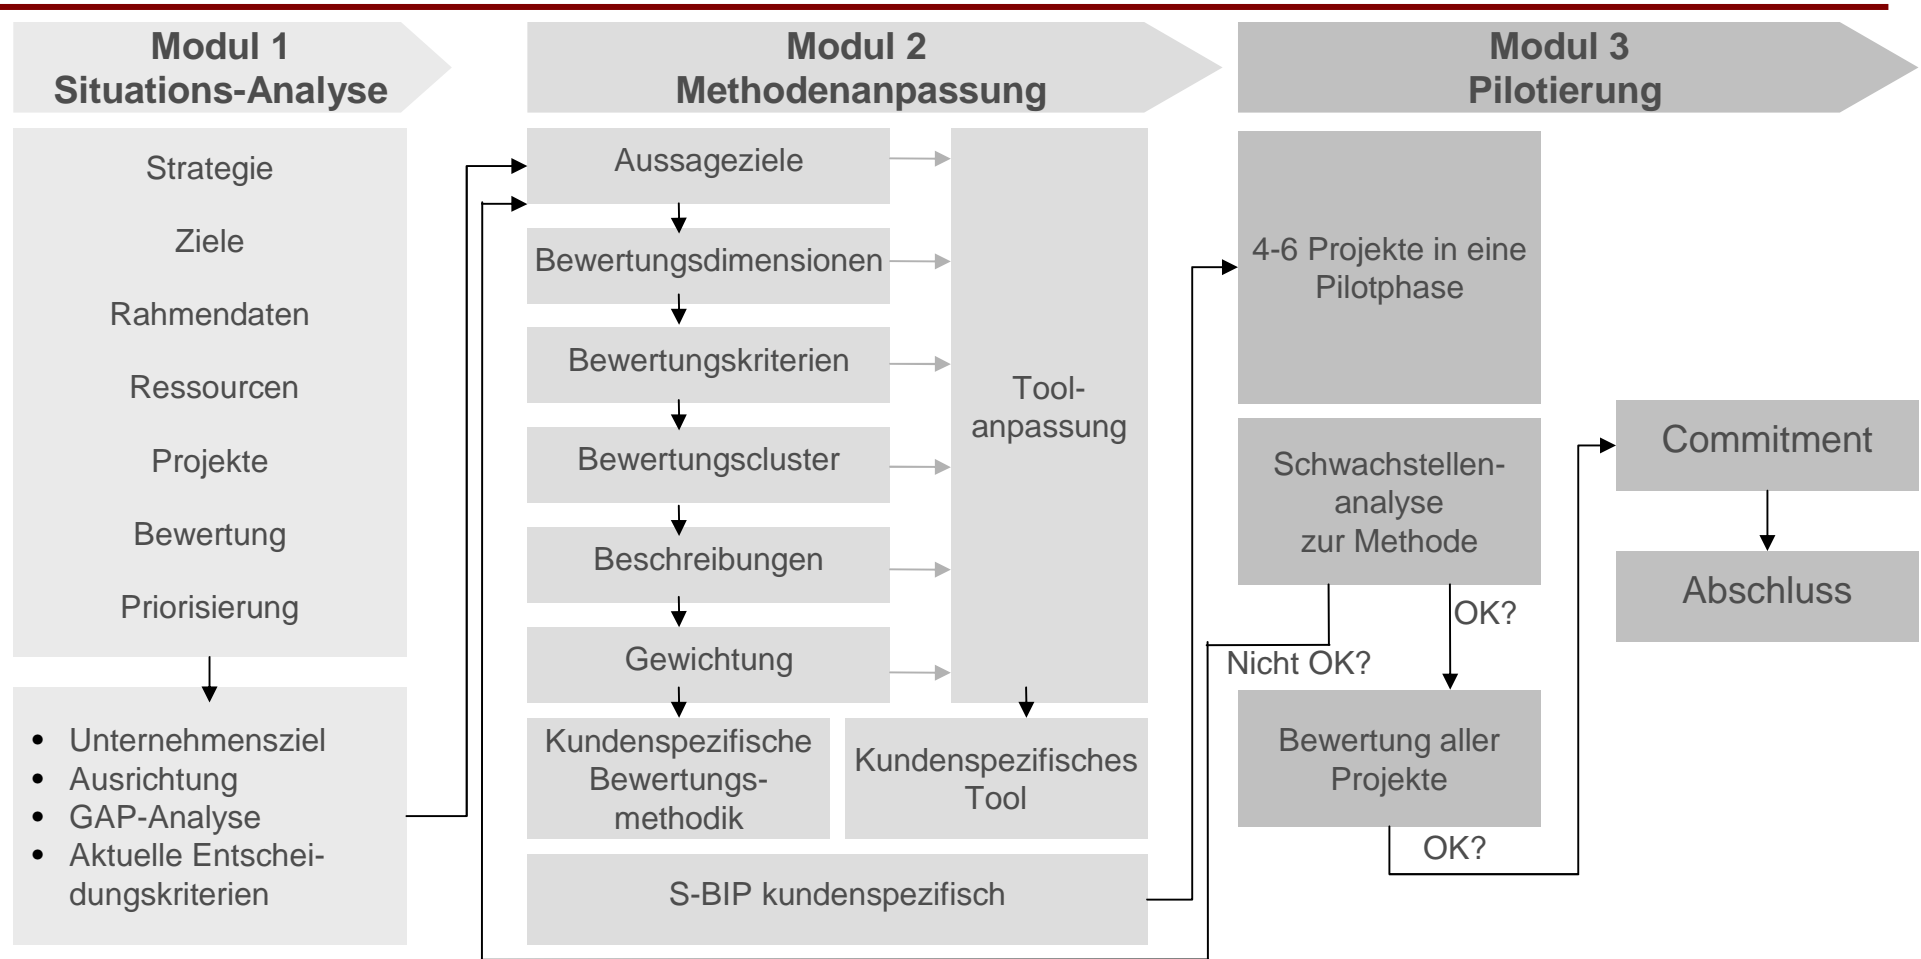 Modul 1
Situations-Analyse
Strategie
Ziele
Rahmendaten
Ressourcen
Projekte
Bewertung
Priorisierung
• Unternehmensziel
• Ausrichtung
• GAP-Analyse
• Aktuelle Entschei-
dungskriterien
Modul 2
Methodenanpassung
Aussageziele
Bewertungsdimensionen
Bewertungskriterien
Bewertungscluster
Beschreibungen
Gewichtung
Tool-
anpassung
Kundenspezifische
Bewertungs-
methodik
Kundenspezifisches
Tool
S-BIP kundenspezifisch
Modul 3
Pilotierung
4-6 Projekte in eine
Pilotphase
Schwachstellen-
analyse
zur Methode
OK?
Nicht OK?
Bewertung aller
Projekte
OK?
Commitment
Abschluss